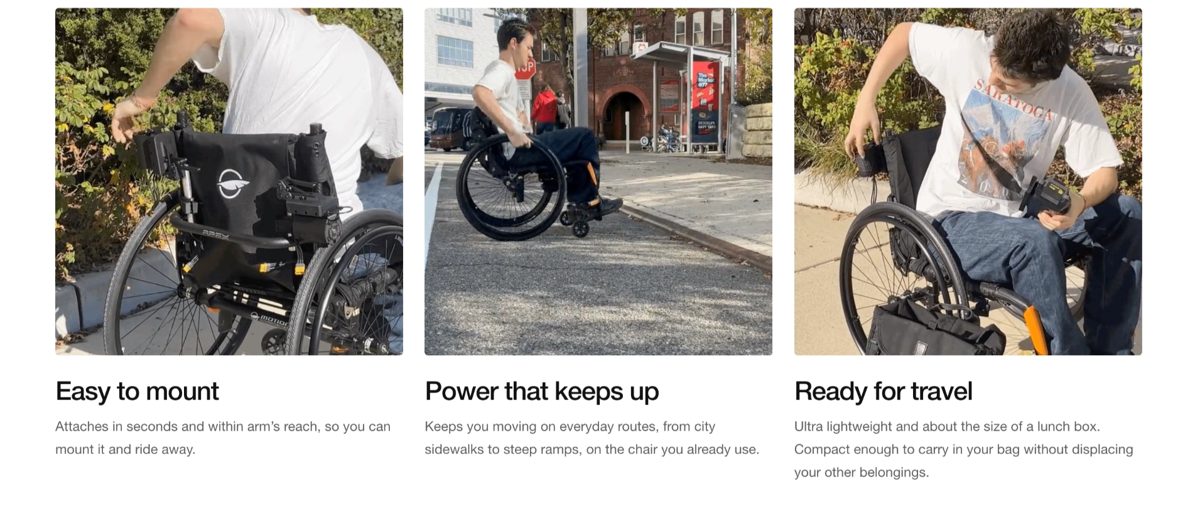 STOP
SARATOGA
MOTION
Easy to mount
Attaches in seconds and within arm's reach, so you can
mount it and ride away.
Power that keeps up
Keeps you moving on everyday routes, from city
sidewalks to steep ramps, on the chair you already use.
Ready for travel
Ultra lightweight and about the size of a lunch box.
Compact enough to carry in your bag without displacing
your other belongings.